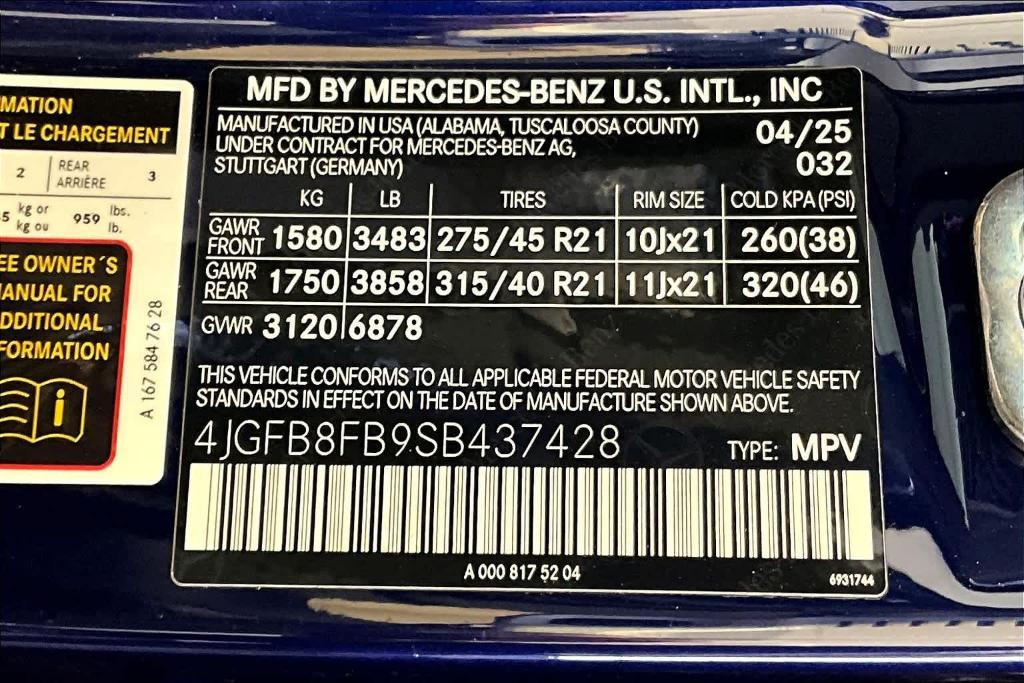 MATION
T LE CHARGEMENT
2 REAR ARRIÈRE 3
kg or kg ou 959 lbs. lb.
EE OWNER´S
ANUAL FOR
DDITIONAL
FORMATION
i
A 167 584 76 28
MFD BY MERCEDES-BENZ U.S. INTL., INC
MANUFACTURED IN USA (ALABAMA, TUSCALOOSA COUNTY) 04/25
UNDER CONTRACT FOR MERCEDES-BENZ AG, 032
STUTTGART (GERMANY)
KG LB TIRES RIM SIZE COLD KPA (PSI)
GAWR FRONT 1580 3483 275/45 R21 10Jx21 260(38)
GAWR REAR 1750 3858 315/40 R21 11Jx21 320(46)
GVWR 3120 6878
THIS VEHICLE CONFORMS TO ALL APPLICABLE FEDERAL MOTOR VEHICLE SAFETY
STANDARDS IN EFFECT ON THE DATE OF MANUFACTURE SHOWN ABOVE.
4JGFB8FB9SB437428 TYPE: MPV
A 000 817 52 04
6931744